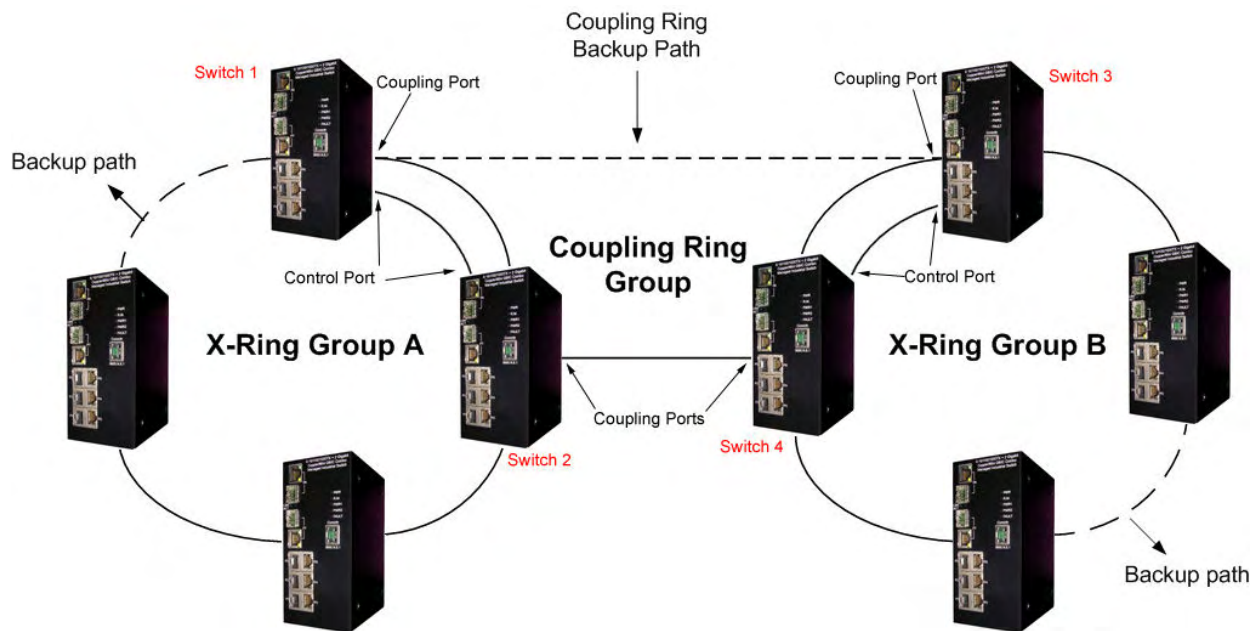 Coupling Ring
Backup Path
Switch 1
Coupling Port
Coupling Port
Switch 3
Backup path
Control Port
Coupling Ring
Group
Control Port
X-Ring Group A
X-Ring Group B
Coupling Ports
Switch 2
Switch 4
Backup path